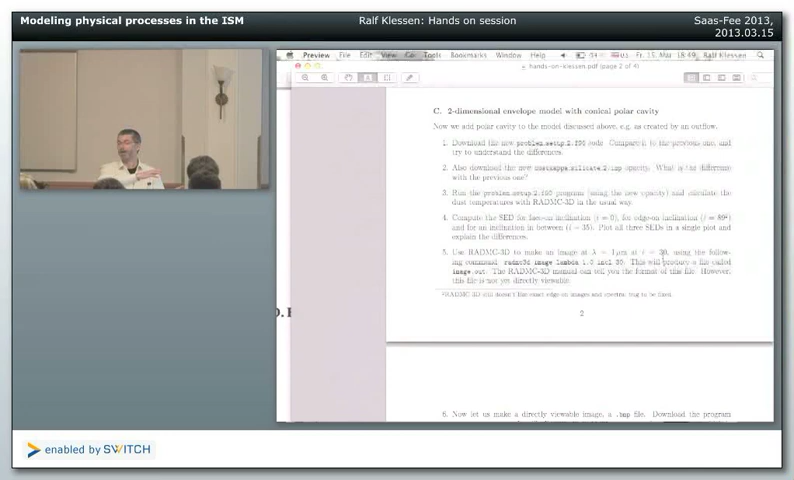 Modeling physical processes in the ISM
Ralf Klessen: Hands on session
Saas-Fee 2013,
2013.03.15
Preview File Edit View Go Tools Bookmarks Window Help Fr. 15. Mar 18:49 Ralf Klessen
hands-on-klessen.pdf (page 2 of 4)
C. 2-dimensional envelope model with conical polar cavity
Now we add polar cavity to the model discussed above, e.g. as created by an outflow.
1. Download the new code. Compare it to the previous one, and
try to understand the differences.
2. Also download the new opacity. What is the difference
with the previous one?
3. Run the program (using the new opacity) and calculate the
dust temperatures with RADMC-3D in the usual way.
4. Compute the SED for face-on inclination (i = 0), for edge-on inclination
and for an inclination in between (i = 35). Plot all three SEDs in a single plot and
explain the differences.
5. Use RADMC-3D to make an image at λ = 1μm at i = 30, using the follow-
ing command: radmc3d image lambda 1.0 incl 30. This will produce a file called
image.out. The RADMC-3D manual can tell you the format of this file. However,
this file is not yet directly viewable.
2
6. Now let us make a directly viewable image, a .bmp file. Download the program
enabled by SWITCH